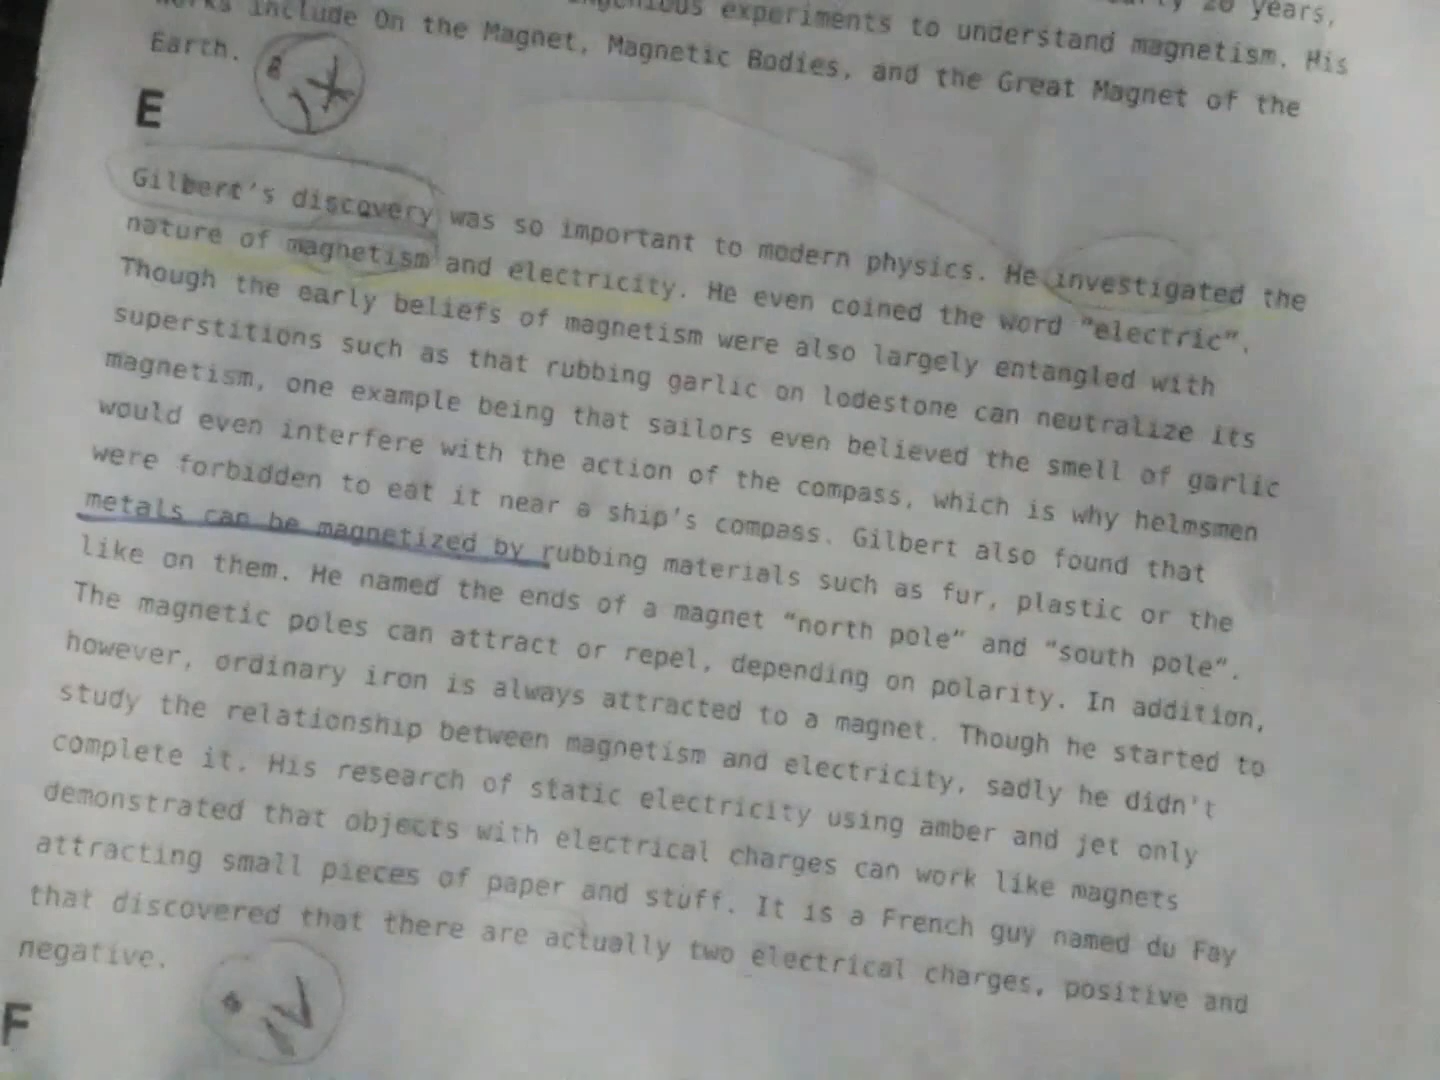 years,
experiments to understand magnetism. His
include On the Magnet, Magnetic Bodies, and the Great Magnet of the
Earth.
E
Gilbert's discovery was so important to modern physics. He investigated the
nature of magnetism and electricity. He even coined the word "electric".
Though the early beliefs of magnetism were also largely entangled with
superstitions such as that rubbing garlic on lodestone can neutralize its
magnetism, one example being that sailors even believed the smell of garlic
would even interfere with the action of the compass, which is why helmsmen
were forbidden to eat it near a ship's compass. Gilbert also found that
metals can be magnetized by rubbing materials such as fur, plastic or the
like on them. He named the ends of a magnet "north pole" and "south pole".
The magnetic poles can attract or repel, depending on polarity. In addition,
however, ordinary iron is always attracted to a magnet. Though he started to
study the relationship between magnetism and electricity, sadly he didn't
complete it. His research of static electricity using amber and jet only
demonstrated that objects with electrical charges can work like magnets
attracting small pieces of paper and stuff. It is a French guy named du Fay
that discovered that there are actually two electrical charges, positive and
negative.
F